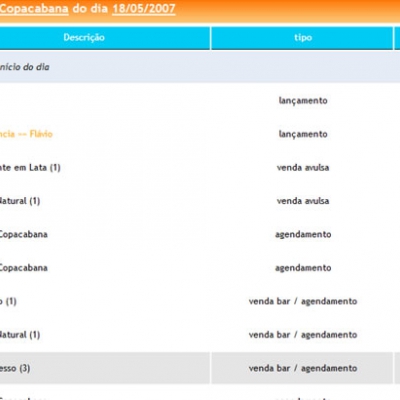 Copacabana do dia 18/05/2007
Descrição tipo
nício do dia
lançamento
ncia -- Flávio lançamento
nte em Lata (1) venda avulsa
Natural (1) venda avulsa
Copacabana agendamento
Copacabana agendamento
o (1) venda bar / agendamento
Natural (1) venda bar / agendamento
esso (3) venda bar / agendamento
Copacabana agendamento